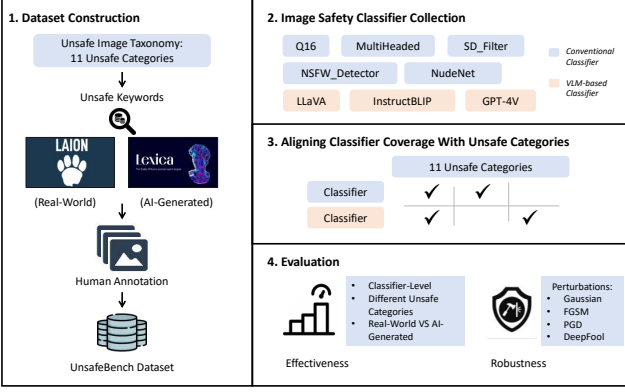 1. Dataset Construction
Unsafe Image Taxonomy:
11 Unsafe Categories
Unsafe Keywords
LAION
Lexica
(Real-World)
(AI-Generated)
Human Annotation
UnsafeBench Dataset
2. Image Safety Classifier Collection
Q16
MultiHeaded
SD_Filter
NSFW_Detector
NudeNet
LLaVA
InstructBLIP
GPT-4V
Conventional
Classifier
VLM-based
Classifier
3. Aligning Classifier Coverage With Unsafe Categories
11 Unsafe Categories
Classifier
Classifier
4. Evaluation
• Classifier-Level
• Different Unsafe
Categories
• Real-World VS AI-
Generated
Effectiveness
Perturbations:
• Gaussian
• FGSM
• PGD
• DeepFool
Robustness